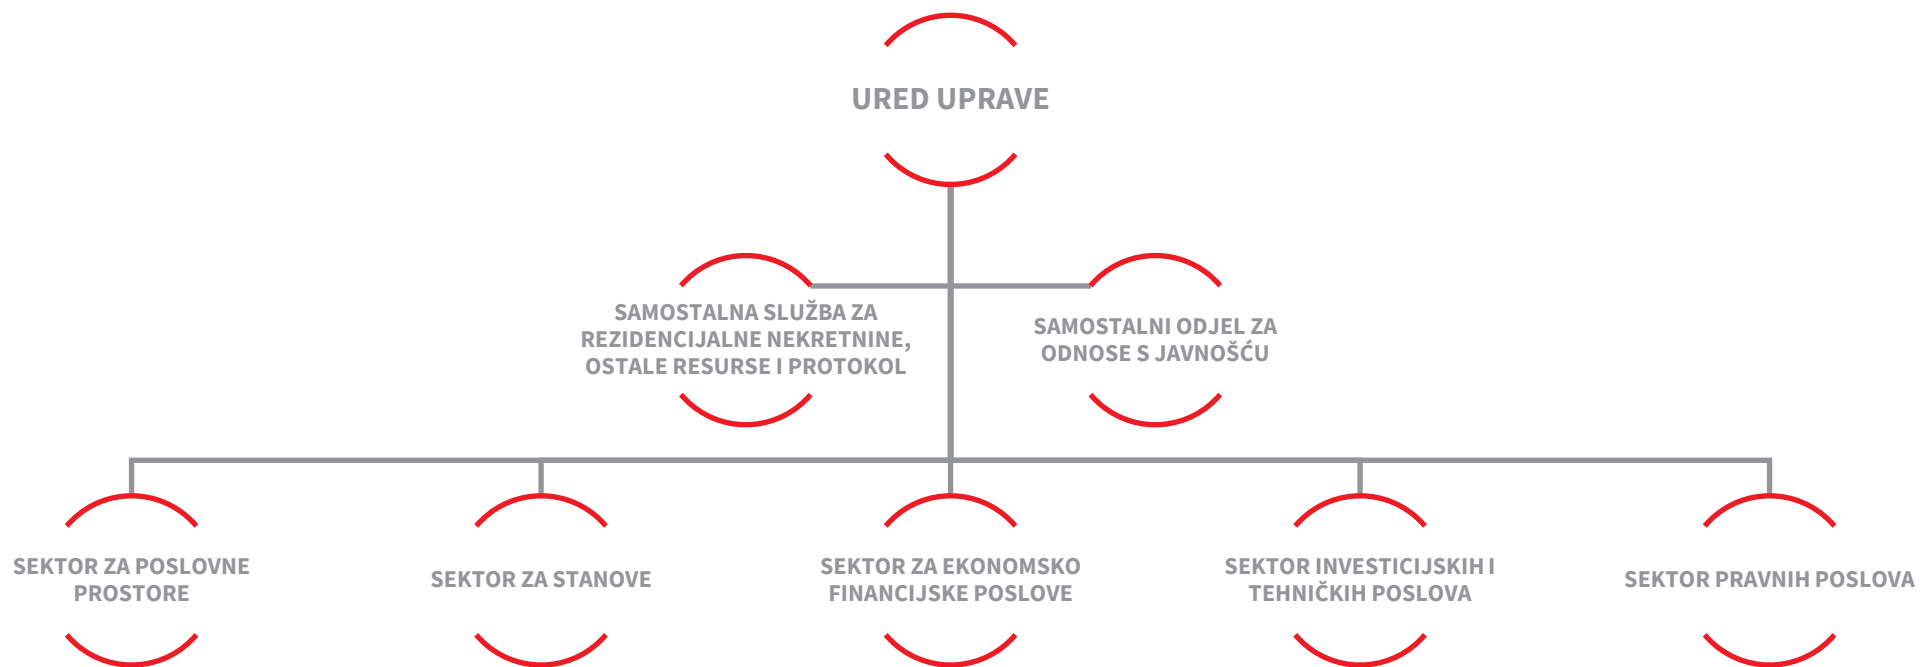 URED UPRAVE
SAMOSTALNA SLUŽBA ZA
REZIDENCIJALNE NEKRETNINE,
OSTALE RESURSE I PROTOKOL
SAMOSTALNI ODJEL ZA
ODNOSE S JAVNOŠĆU
SEKTOR ZA POSLOVNE
PROSTORE
SEKTOR ZA STANOVE
SEKTOR ZA EKONOMSKO
FINANCIJSKE POSLOVE
SEKTOR INVESTICIJSKIH I
TEHNIČKIH POSLOVA
SEKTOR PRAVNIH POSLOVA